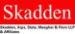 Skadden
Skadden, Arps, Slate, Meagher & Flom LLP
& Affiliates